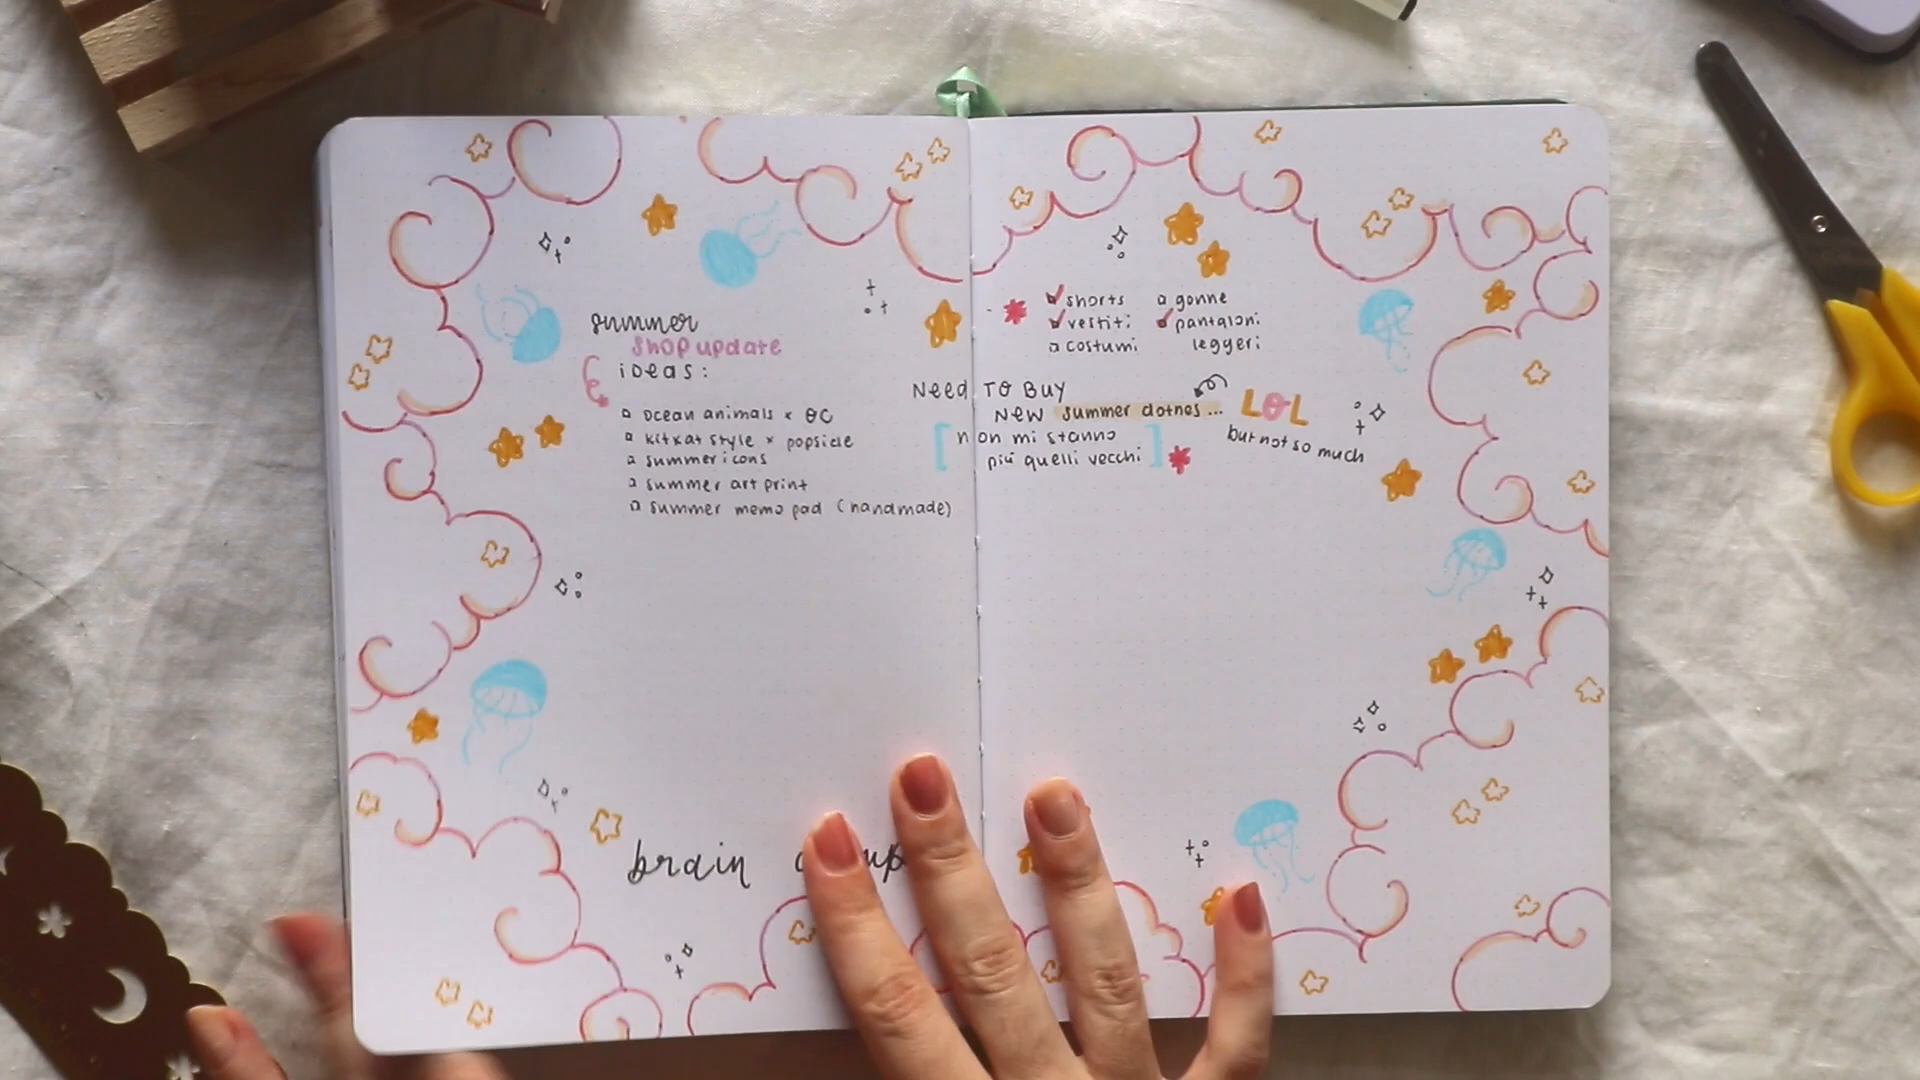 summer
shop update
ideas:
ocean animals x OC
kitkat style x popsicle
summer icons
summer art print
summer memo pad (handmade)
brain
shorts
vestiti
costumi
gonne
pantaloni
leggeri
NEED TO BUY
NEW summer clothes...
non mi stanno
più quelli vecchi
LOL
but not so much